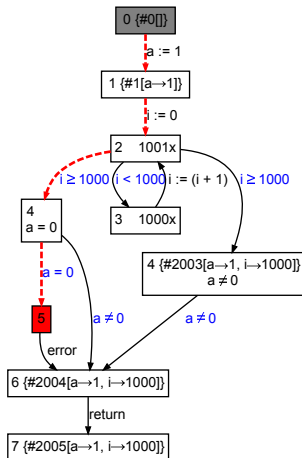 0 {#0[]}
a := 1
1 {#1[a→1]}
i := 0
2 1001x
i ≥ 1000 i < 1000 i := (i + 1) i ≥ 1000
4
a = 0
3 1000x
4 {#2003[a→1, i→1000]}
a ≠ 0
a = 0
5
a ≠ 0
a ≠ 0
error
6 {#2004[a→1, i→1000]}
return
7 {#2005[a→1, i→1000]}